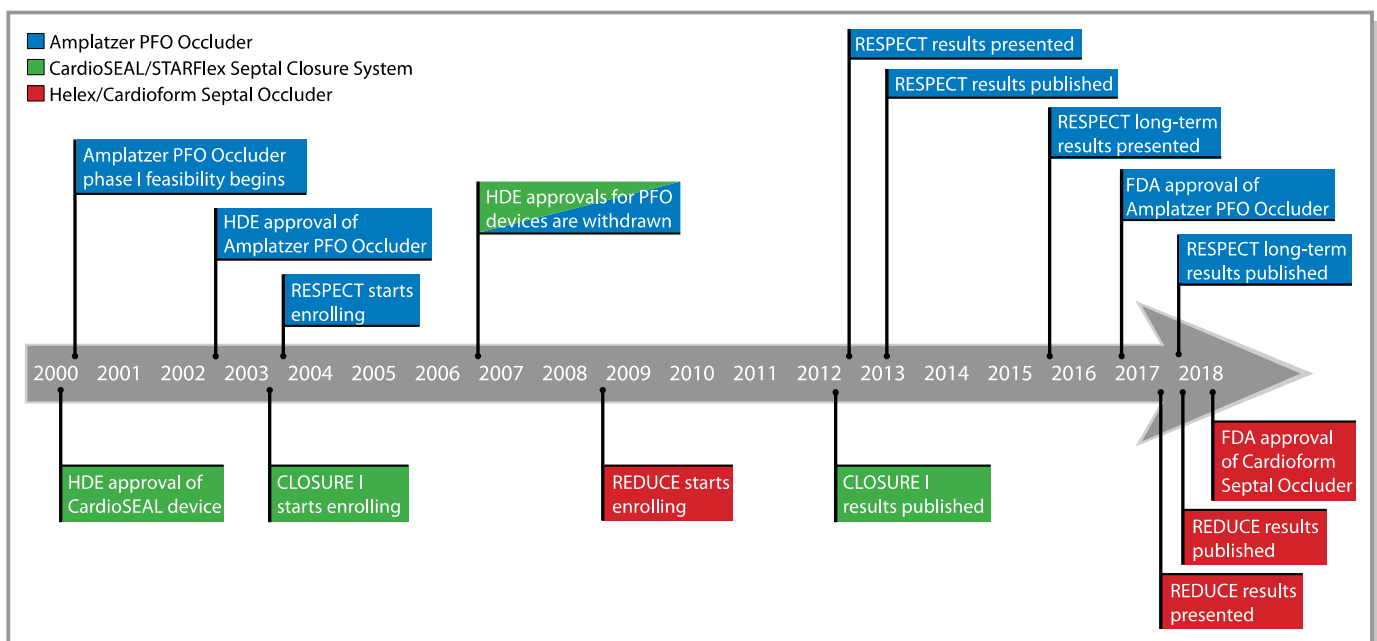 Amplatzer PFO Occluder
CardioSEAL/STARFlex Septal Closure System
Helex/Cardioform Septal Occluder
RESPECT results presented
RESPECT results published
RESPECT long-term
results presented
Amplatzer PFO Occluder
phase I feasibility begins
HDE approvals for PFO
devices are withdrawn
FDA approval of
Amplatzer PFO Occluder
HDE approval of
Amplatzer PFO Occluder
RESPECT long-term
results published
RESPECT starts
enrolling
2000 2001 2002 2003 2004 2005 2006 2007 2008 2009 2010 2011 2012 2013 2014 2015 2016 2017 2018
HDE approval of
CardioSEAL device
CLOSURE I
starts enrolling
REDUCE starts
enrolling
CLOSURE I
results published
FDA approval
of Cardioform
Septal Occluder
REDUCE results
published
REDUCE results
presented